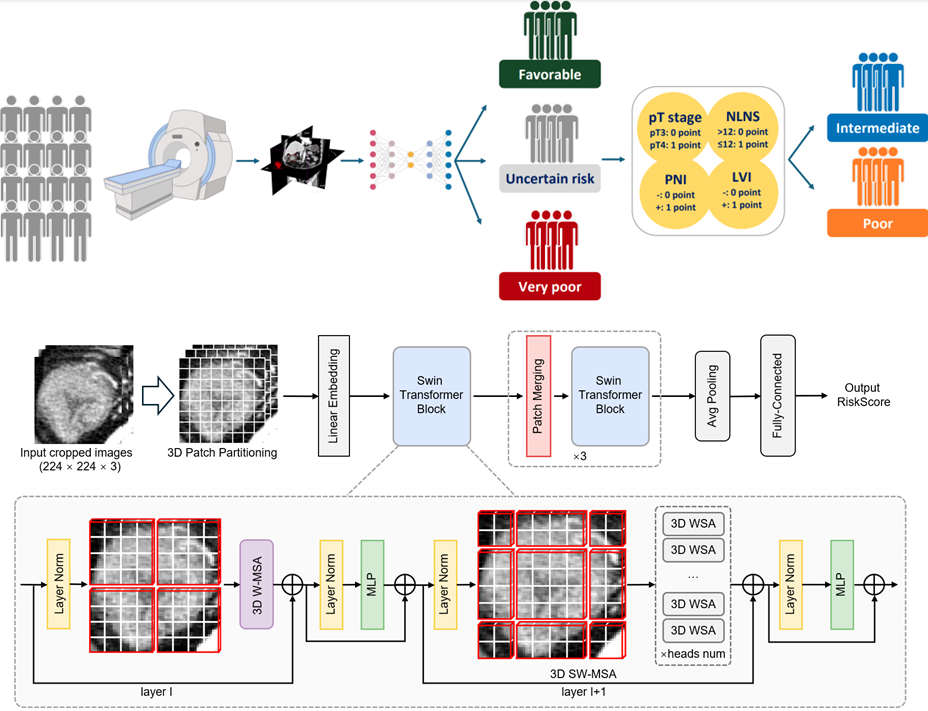 Favorable
Uncertain risk
Very poor
pT stage
pT3: 0 point
pT4: 1 point
NLNS
>12: 0 point
≤12: 1 point
PNI
-: 0 point
+: 1 point
LVI
-: 0 point
+: 1 point
Intermediate
Poor
Input cropped images
(224 × 224 × 3)
3D Patch Partitioning
Linear Embedding
Swin
Transformer
Block
Patch Merging
Swin
Transformer
Block
×3
Avg Pooling
Fully-Connected
Output
RiskScore
Layer Norm
3D W-MSA
Layer Norm
MLP
layer l
Layer Norm
3D WSA
3D WSA
...
3D WSA
3D WSA
×heads num
3D SW-MSA
layer l+1
Layer Norm
MLP